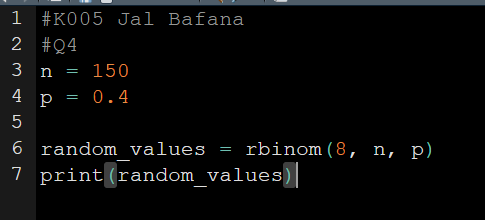 1 #K005 Jal Bafana
2 #Q4
3 n = 150
4 p = 0.4
5
6 random_values = rbinom(8, n, p)
7 print(random_values)